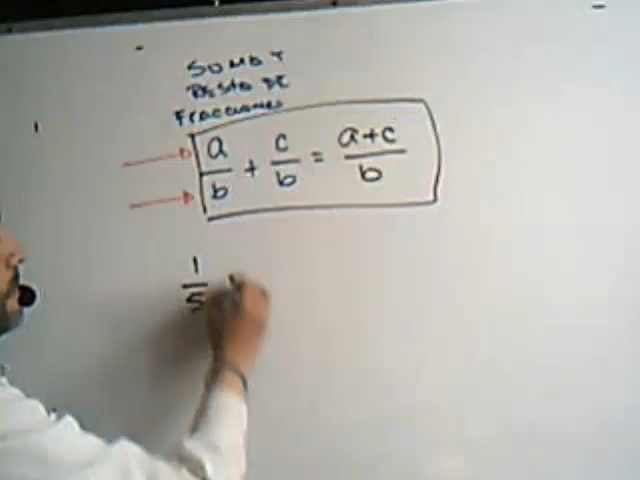 SUMA Y
RESTA DE
FRACCIONES
a/b + c/b = a+c/b
1/5